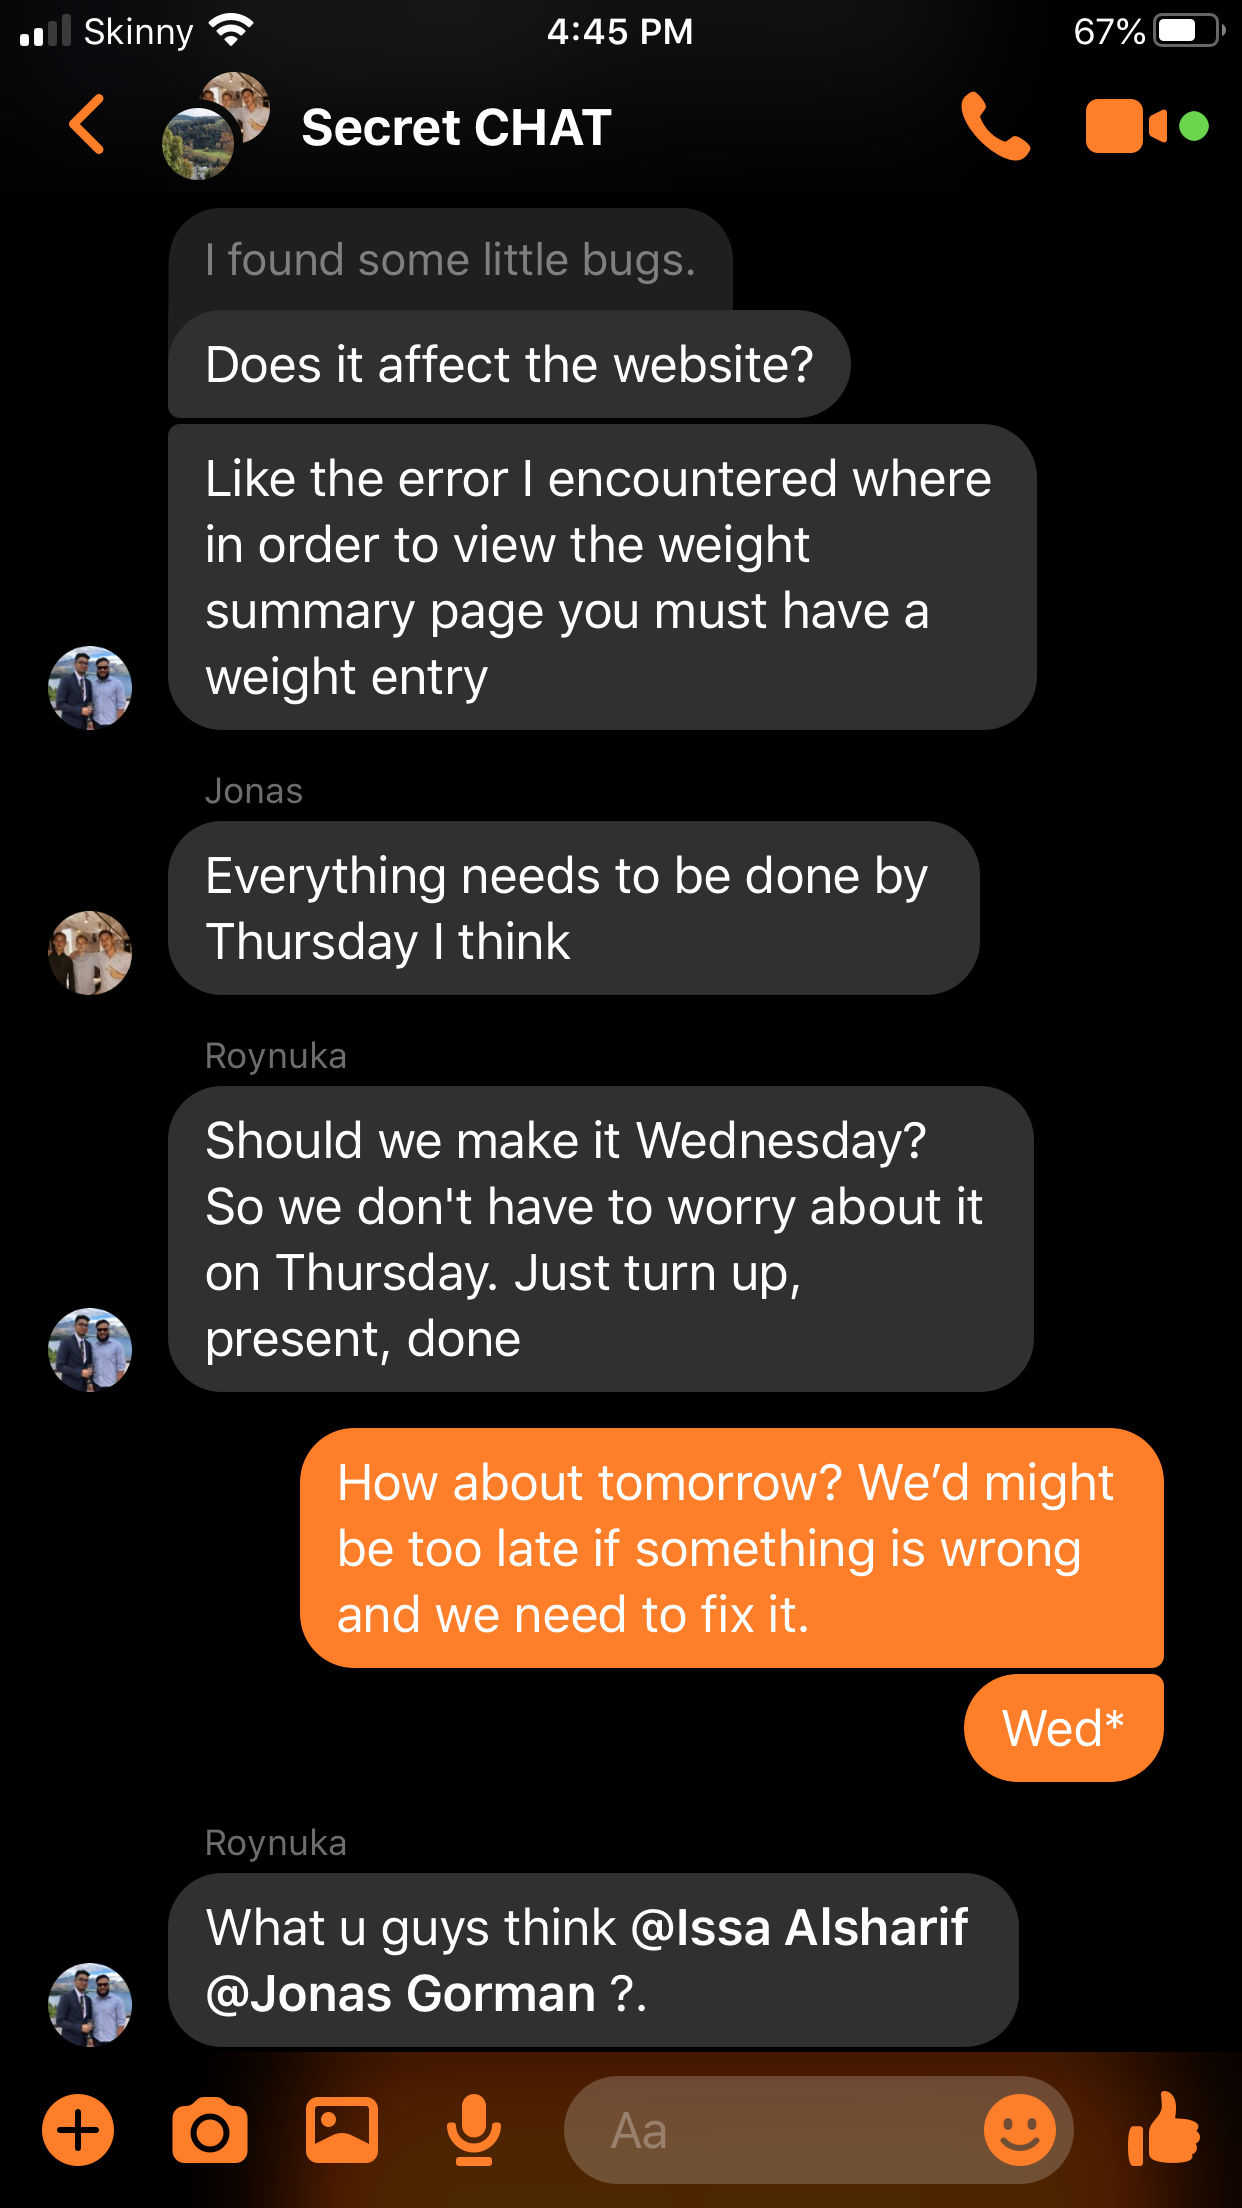 Skinny
4:45 PM
67%
Secret CHAT
I found some little bugs.
Does it affect the website?
Like the error I encountered where
in order to view the weight
summary page you must have a
weight entry
Jonas
Everything needs to be done by
Thursday I think
Roynuka
Should we make it Wednesday?
So we don't have to worry about it
on Thursday. Just turn up,
present, done
How about tomorrow? We’d might
be too late if something is wrong
and we need to fix it.
Wed*
Roynuka
What u guys think @Issa Alsharif
@Jonas Gorman ?.
Aa